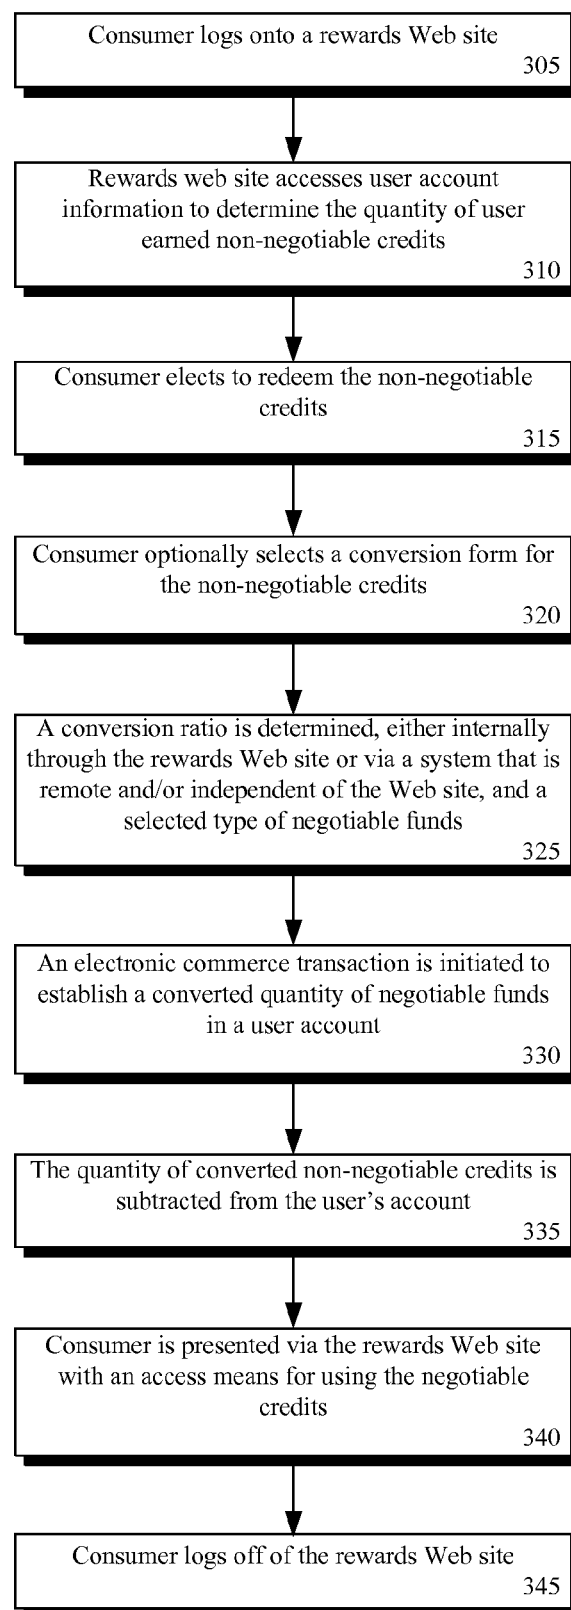 Consumer logs onto a rewards Web site
305
Rewards web site accesses user account
information to determine the quantity of user
earned non-negotiable credits
310
Consumer elects to redeem the non-negotiable
credits
315
Consumer optionally selects a conversion form for
the non-negotiable credits
320
A conversion ratio is determined, either internally
through the rewards Web site or via a system that is
remote and/or independent of the Web site, and a
selected type of negotiable funds
325
An electronic commerce transaction is initiated to
establish a converted quantity of negotiable funds
in a user account
330
The quantity of converted non-negotiable credits is
subtracted from the user’s account
335
Consumer is presented via the rewards Web site
with an access means for using the negotiable
credits
340
Consumer logs off of the rewards Web site
345